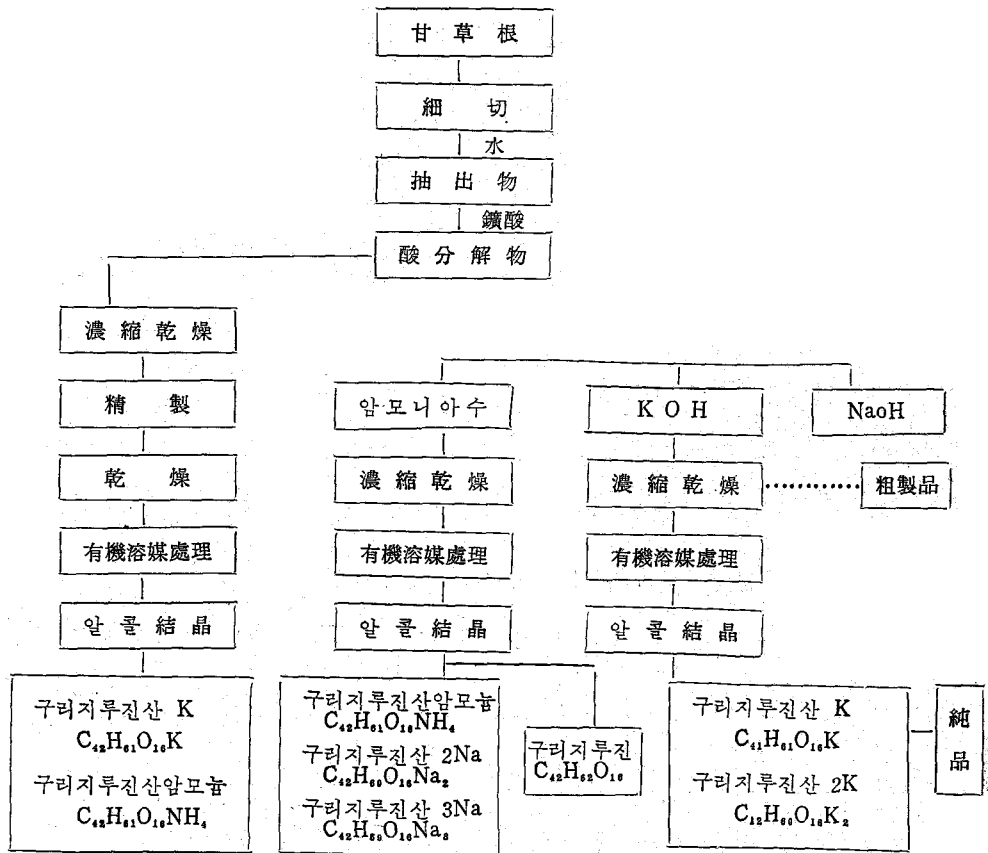 甘草根
細切
水
抽出物
鑛酸
酸分解物
濃縮乾燥
精製
乾燥
有機溶媒處理
알콜結晶
구리지루진산 K
C₄₂H₆₁O₁₆K
구리지루진산암모늄
C₄₂H₆₁O₁₆NH₄
암모니아수
濃縮乾燥
有機溶媒處理
알콜結晶
구리지루진산암모늄
C₄₂H₆₁O₁₆NH₄
구리지루진산 2Na
C₄₂H₆₀O₁₆Na₂
구리지루진산 3Na
C₄₂H₅₉O₁₆Na₃
구리지루진
C₄₂H₆₂O₁₆
KOH
濃縮乾燥
粗製品
有機溶媒處理
알콜結晶
구리지루진산 K
C₄₁H₆₁O₁₆K
구리지루진산 2K
C₁₂H₆₀O₁₆K₂
純品
NaoH